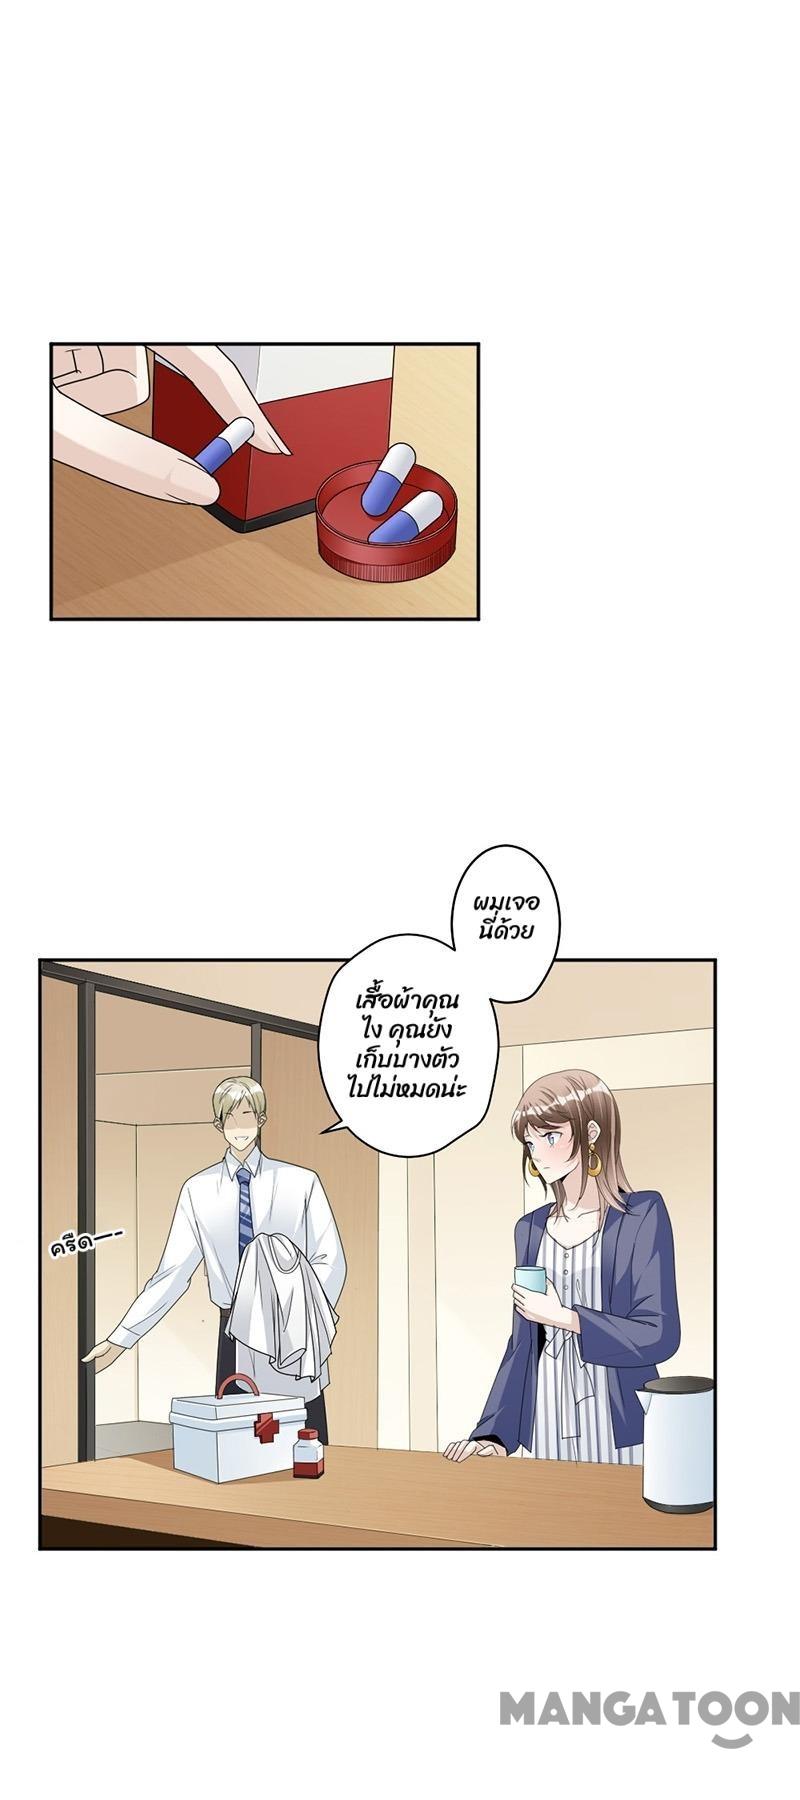 ผมเจอ
นี่ด้วย
เสื้อผ้าคุณ
ไง คุณยัง
เก็บบางตัว
ไปไม่หมดน่ะ
ครืด—--
MANGATOON